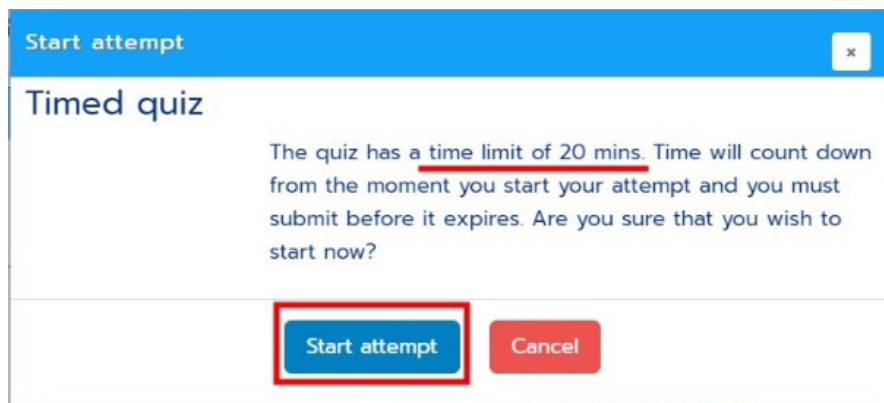 Start attempt
×
Timed quiz
The quiz has a time limit of 20 mins. Time will count down
from the moment you start your attempt and you must
submit before it expires. Are you sure that you wish to
start now?
Start attempt
Cancel